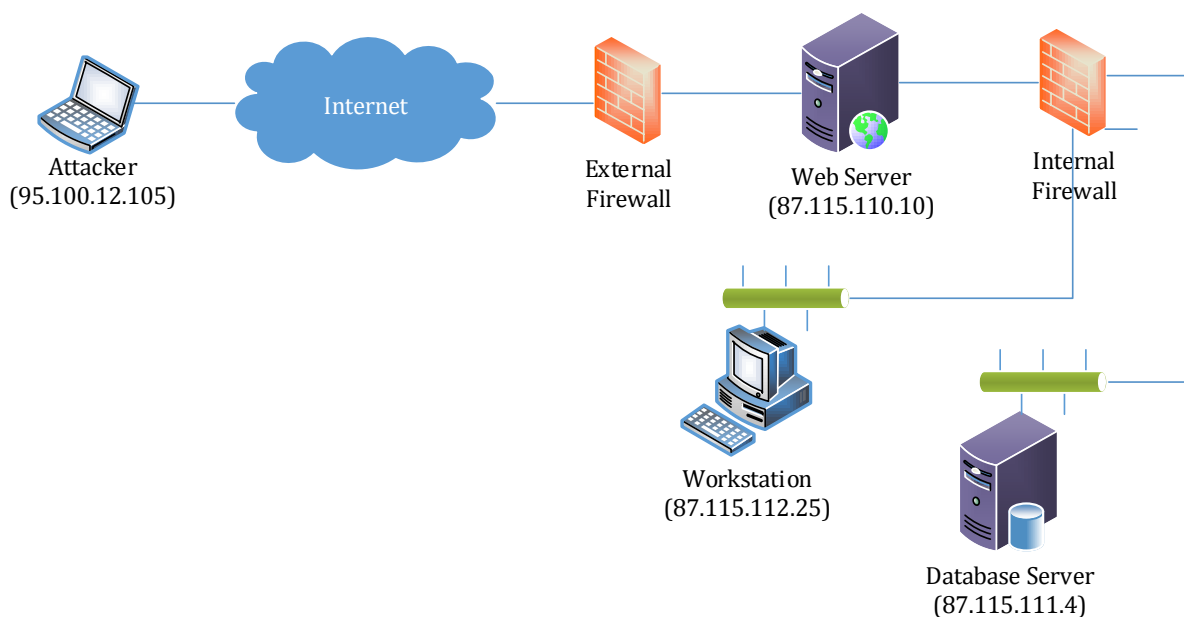 Internet
Attacker
(95.100.12.105)
External
Firewall
Web Server
(87.115.110.10)
Internal
Firewall
Workstation
(87.115.112.25)
Database Server
(87.115.111.4)